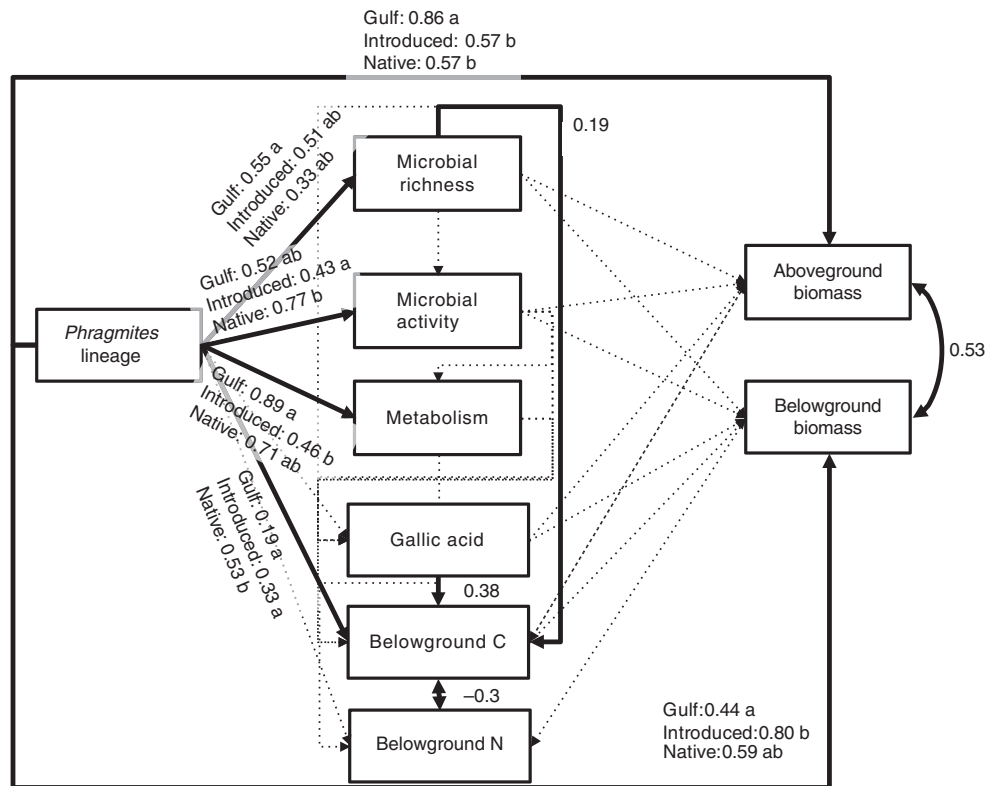 Gulf: 0.86 a
Introduced: 0.57 b
Native: 0.57 b
0.19
Gulf: 0.55 a
Introduced: 0.51 ab
Native: 0.33 ab
Microbial
richness
Gulf: 0.52 ab
Introduced: 0.43 a
Native: 0.77 b
Microbial
activity
Aboveground
biomass
Phragmites
lineage
0.53
Gulf: 0.89 a
Introduced: 0.46 b
Native: 0.71 ab
Metabolism
Belowground
biomass
Gulf: 0.19 a
Introduced: 0.33 a
Native: 0.53 b
Gallic acid
0.38
Belowground C
–0.3
Belowground N
Gulf:0.44 a
Introduced:0.80 b
Native:0.59 ab